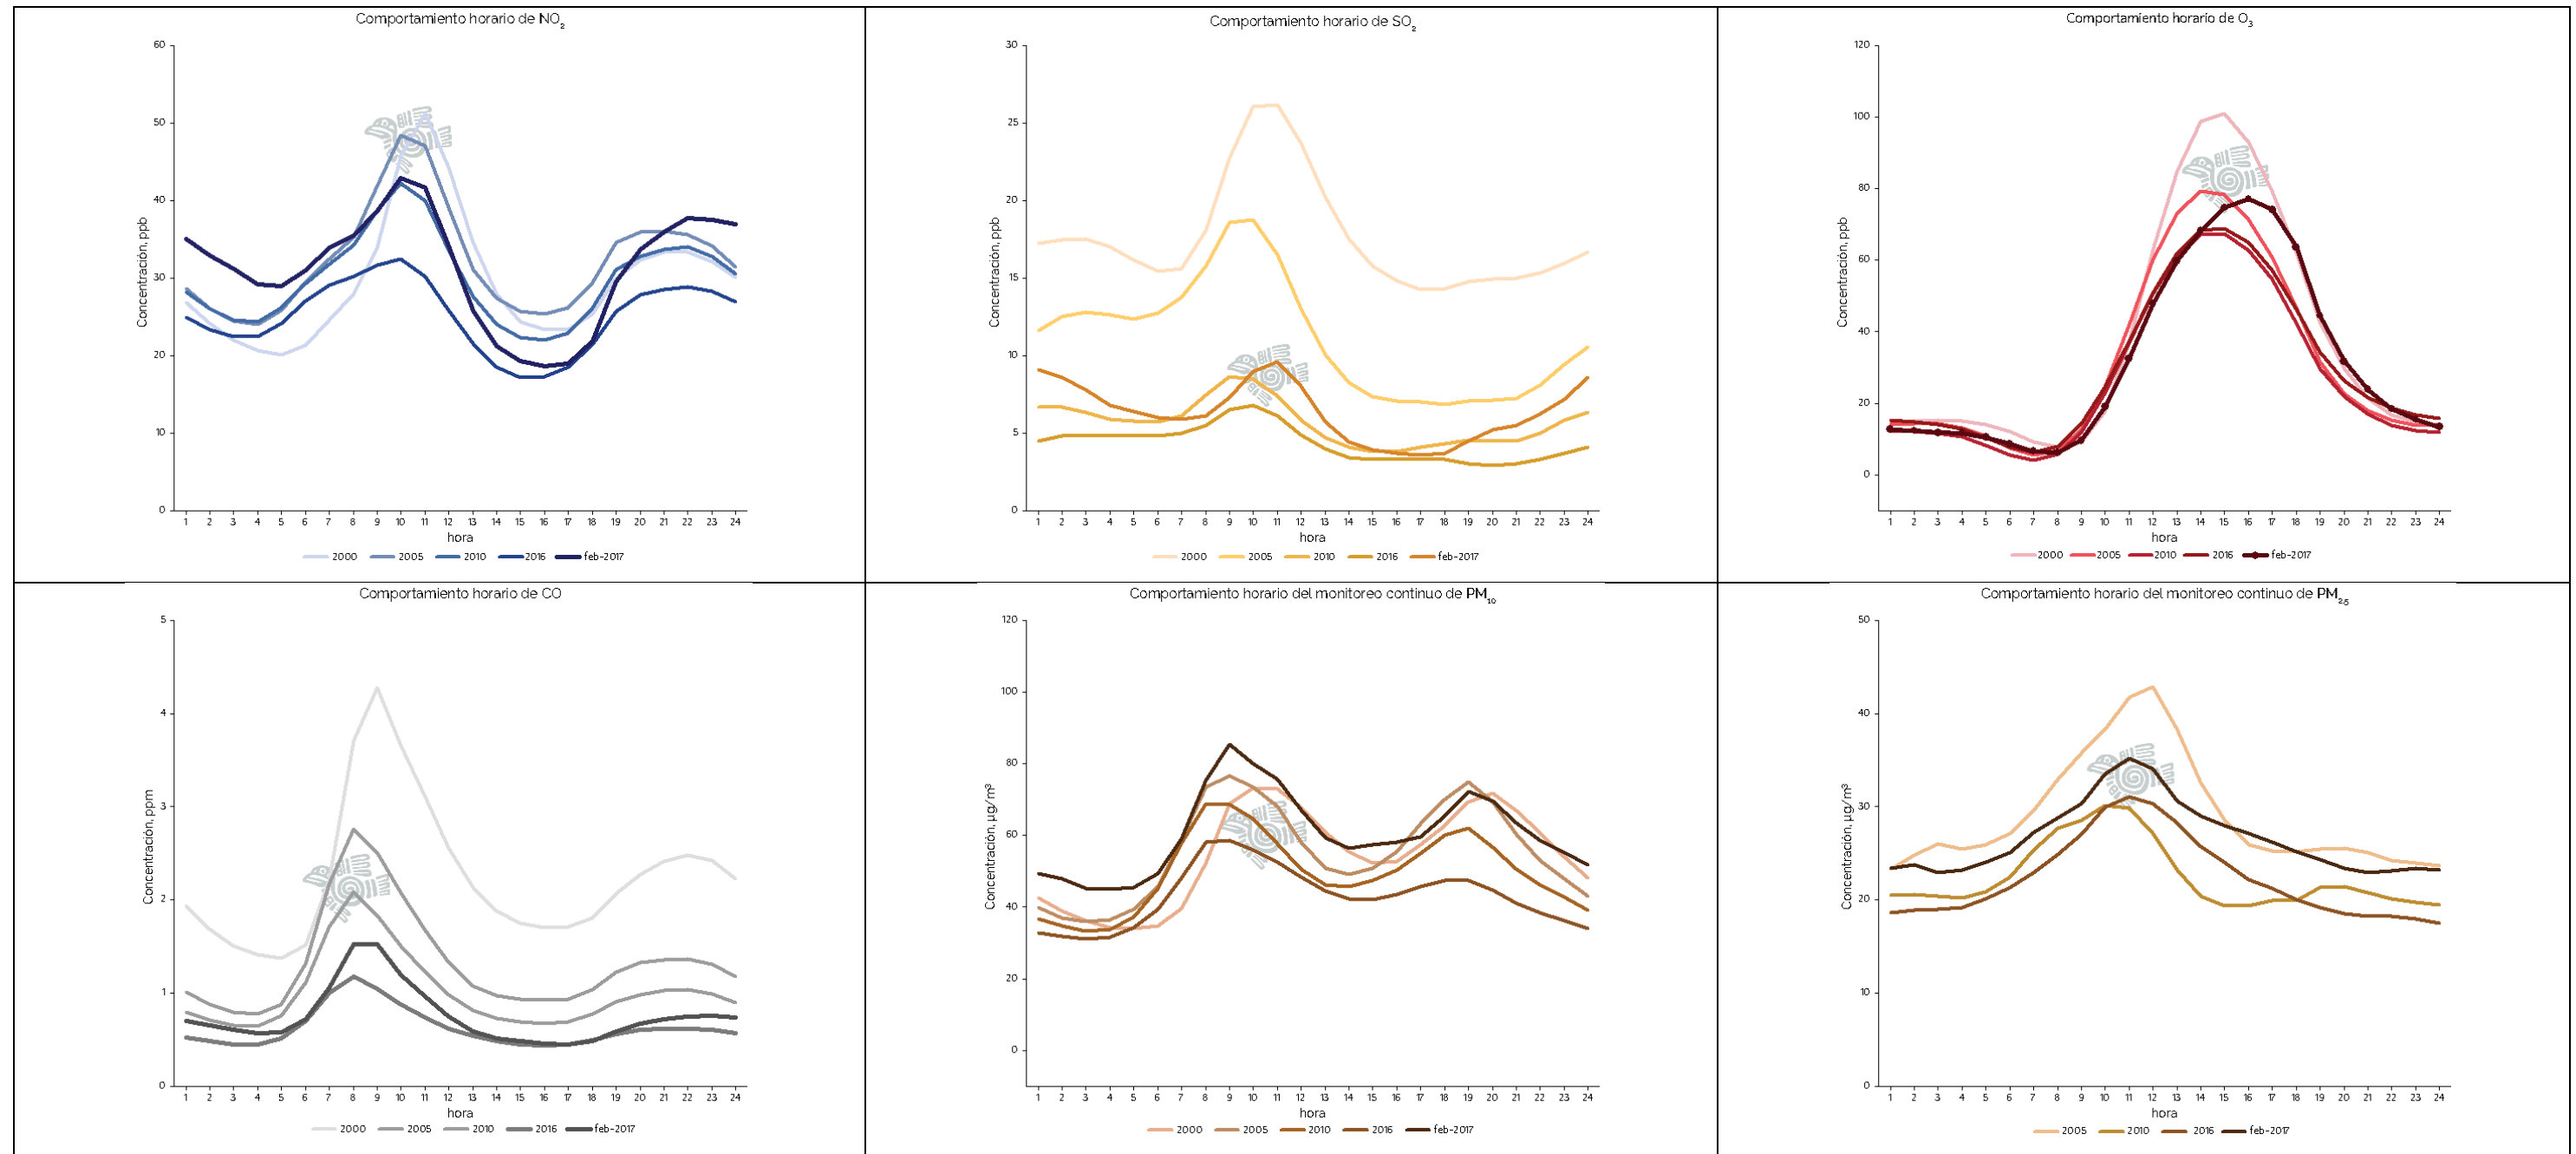 Comportamiento horario de NO₂
60
50
40
30
20
10
0
Concentración, ppb
1 2 3 4 5 6 7 8 9 10 11 12 13 14 15 16 17 18 19 20 21 22 23 24
hora
2000 2005 2010 2016 feb-2017
Comportamiento horario de SO₂
30
25
20
15
10
5
0
Concentración, ppb
1 2 3 4 5 6 7 8 9 10 11 12 13 14 15 16 17 18 19 20 21 22 23 24
hora
2000 2005 2010 2016 feb-2017
Comportamiento horario de O₃
120
100
80
60
40
20
0
Concentración, ppb
1 2 3 4 5 6 7 8 9 10 11 12 13 14 15 16 17 18 19 20 21 22 23 24
hora
2000 2005 2010 2016 feb-2017
Comportamiento horario de CO
5
4
3
2
1
0
Concentración, ppm
1 2 3 4 5 6 7 8 9 10 11 12 13 14 15 16 17 18 19 20 21 22 23 24
hora
2000 2005 2010 2016 feb-2017
Comportamiento horario del monitoreo continuo de PM₁₀
120
100
80
60
40
20
0
Concentración, µg/m³
1 2 3 4 5 6 7 8 9 10 11 12 13 14 15 16 17 18 19 20 21 22 23 24
hora
2000 2005 2010 2016 feb-2017
Comportamiento horario del monitoreo continuo de PM₂.₅
50
40
30
20
10
0
Concentración, µg/m³
1 2 3 4 5 6 7 8 9 10 11 12 13 14 15 16 17 18 19 20 21 22 23 24
hora
2005 2010 2016 feb-2017